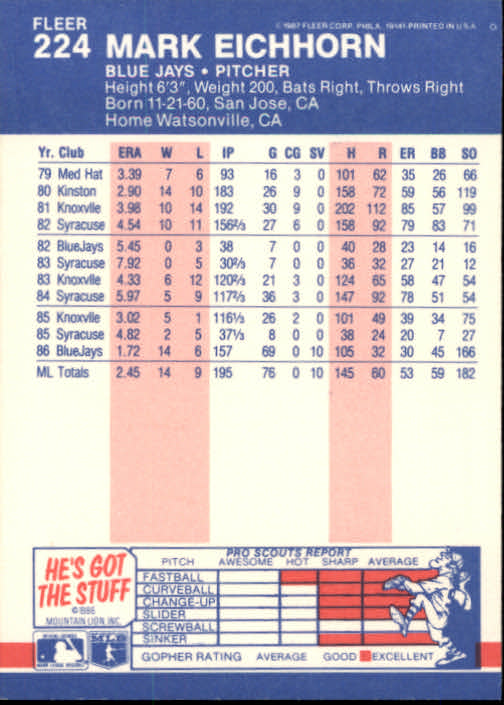 FLEER
© 1987 FLEER CORP. PHILA. 19141-PRINTED IN U.S.A.
224 MARK EICHHORN
BLUE JAYS • PITCHER
Height 6'3", Weight 200, Bats Right, Throws Right
Born 11-21-60, San Jose, CA
Home Watsonville, CA
Yr. Club ERA W L IP G CG SV H R ER BB SO
79 Med Hat 3.39 7 6 93 16 3 0 101 62 35 26 66
80 Kinston 2.90 14 10 183 26 9 0 158 72 59 56 119
81 Knoxvlle 3.98 10 14 192 30 9 0 202 112 85 57 99
82 Syracuse 4.54 10 11 156⅔ 27 6 0 158 92 79 83 71
82 BlueJays 5.45 0 3 38 7 0 0 40 28 23 14 16
83 Syracuse 7.92 0 5 30⅔ 7 0 0 36 32 27 21 12
83 Knoxvlle 4.33 6 12 120⅔ 21 3 0 124 65 58 47 54
84 Syracuse 5.97 5 9 117⅔ 36 3 0 147 92 78 51 54
85 Knoxvlle 3.02 5 1 116⅓ 26 2 0 101 49 39 34 75
85 Syracuse 4.82 2 5 37⅓ 8 0 0 38 24 20 7 27
86 BlueJays 1.72 14 6 157 69 0 10 105 32 30 45 166
ML Totals 2.45 14 9 195 76 0 10 145 60 53 59 182
HE'S GOT
THE STUFF
© 1986
MOUNTAIN LION, INC.
PRO SCOUTS REPORT
PITCH AWESOME HOT SHARP AVERAGE
FASTBALL
CURVEBALL
CHANGE-UP
SLIDER
SCREWBALL
SINKER
GOPHER RATING AVERAGE GOOD EXCELLENT